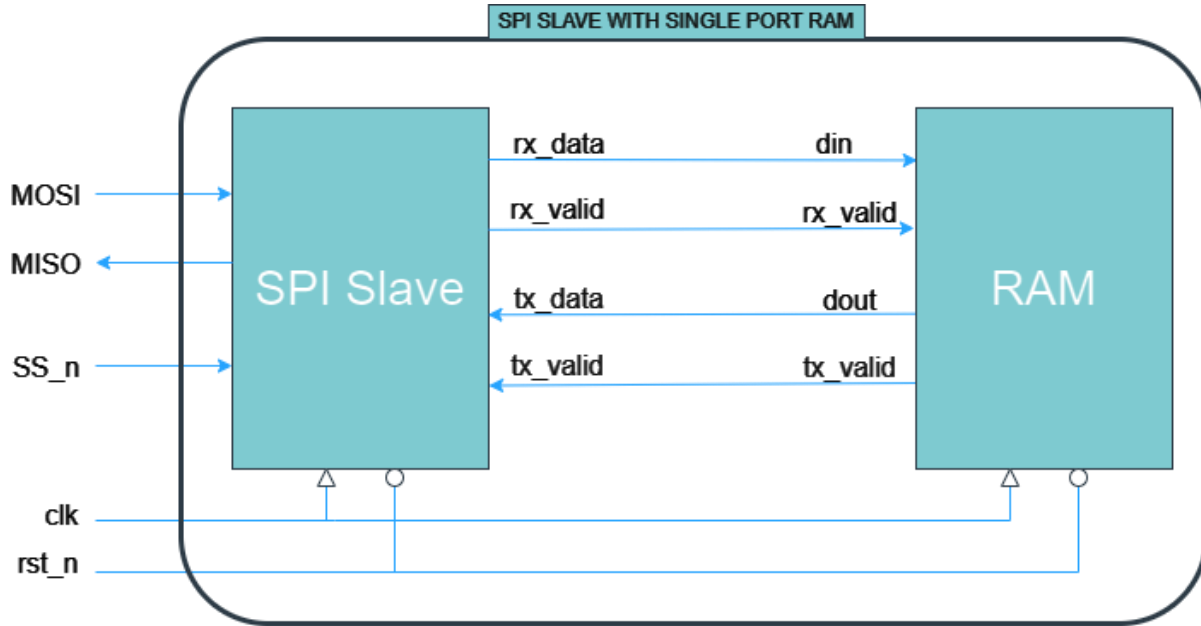 SPI SLAVE WITH SINGLE PORT RAM
rx_data din
MOSI
rx_valid rx_valid
MISO
SPI Slave
RAM
tx_data dout
SS_n
tx_valid tx_valid
clk
rst_n